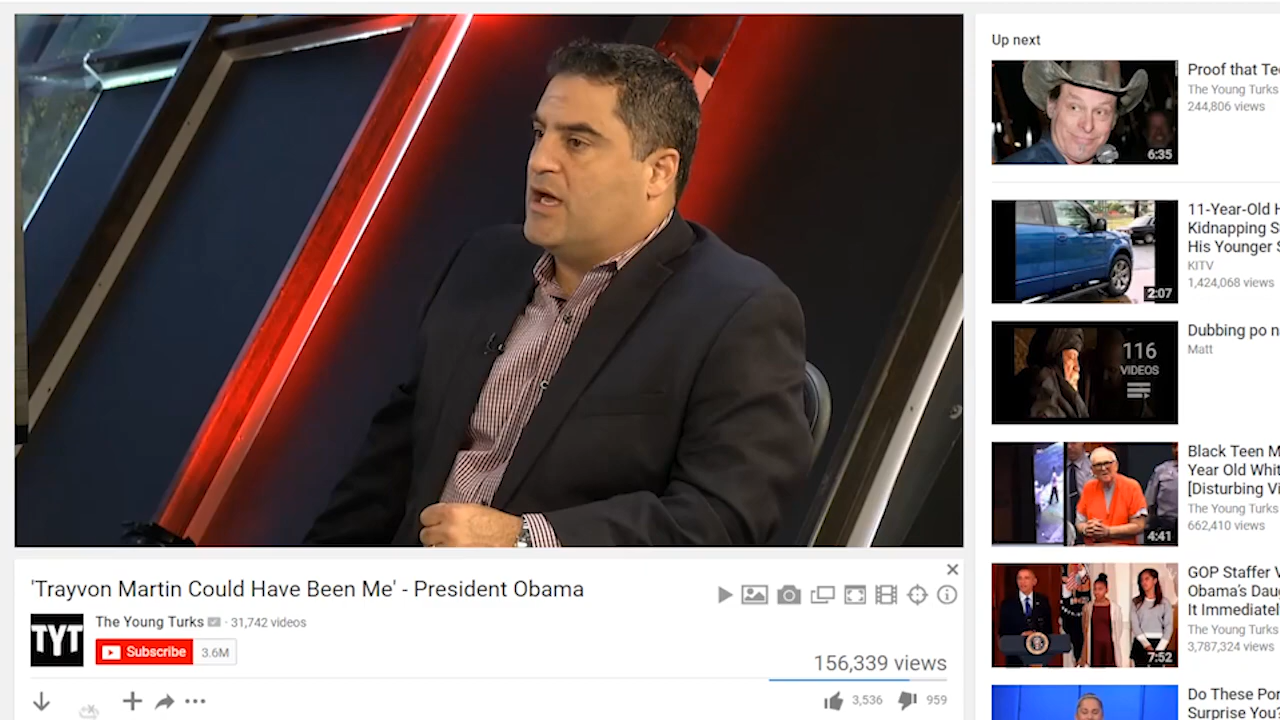 Up next
Proof that Te
The Young Turks
244,806 views
6:35
11-Year-Old H
Kidnapping S
His Younger S
KITV
1,424,068 views
2:07
Dubbing po n
Matt
116
VIDEOS
Black Teen M
Year Old Whit
[Disturbing Vi
The Young Turks
662,410 views
4:41
GOP Staffer V
Obama's Dau
It Immediatel
The Young Turks
3,787,324 views
7:52
Do These Por
Surprise You?
'Trayvon Martin Could Have Been Me' - President Obama
TYT
The Young Turks · 31,742 videos
Subscribe 3.6M
156,339 views
3,536 959